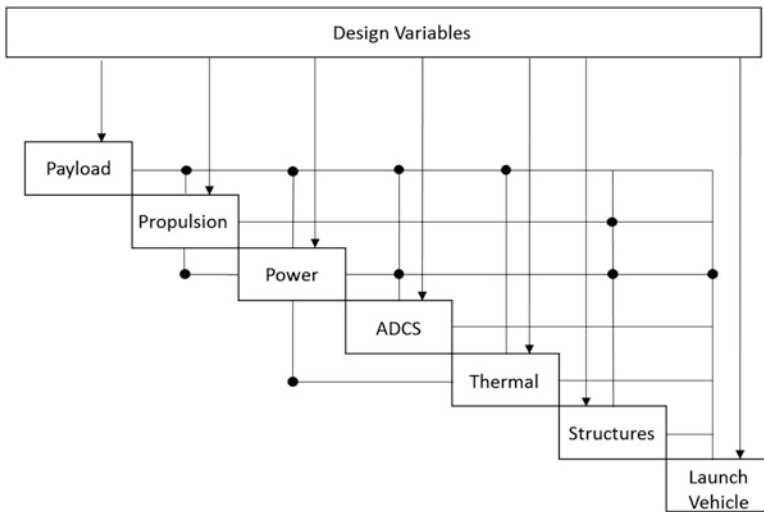 Design Variables
Payload
Propulsion
Power
ADCS
Thermal
Structures
Launch
Vehicle